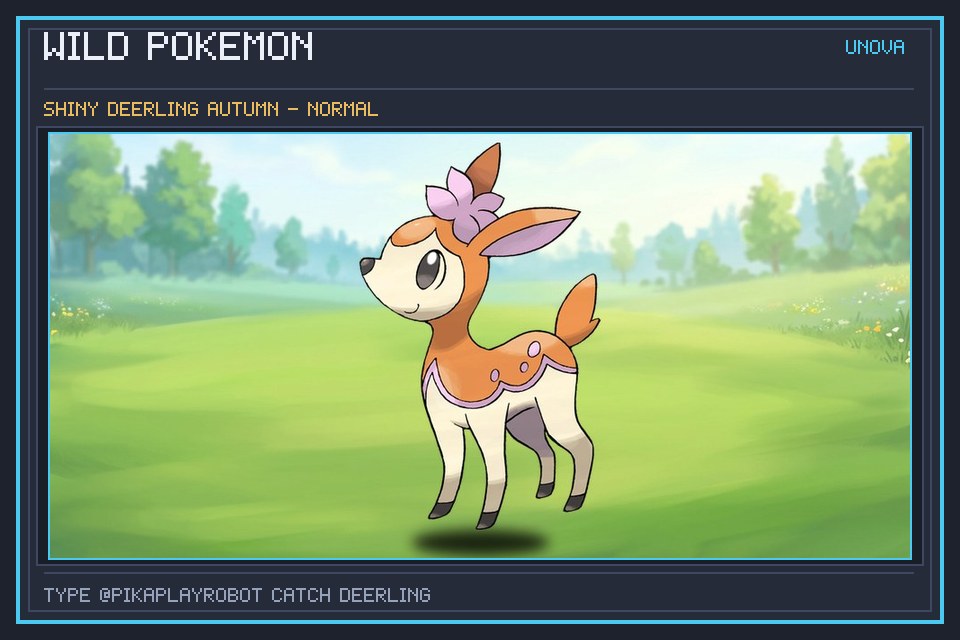 WILD POKEMON
UNOVA
SHINY DEERLING AUTUMN - NORMAL
TYPE @PIKAPLAYROBOT CATCH DEERLING